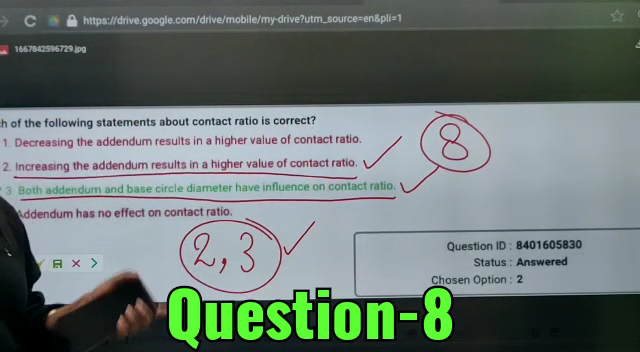 https://drive.google.com/drive/mobile/my-drive?utm_source=en&pli=1
1667842596729.jpg
of the following statements about contact ratio is correct?
1. Decreasing the addendum results in a higher value of contact ratio.
2. Increasing the addendum results in a higher value of contact ratio.
3. Both addendum and base circle diameter have influence on contact ratio.
Addendum has no effect on contact ratio.
8
2,3
Question ID : 8401605830
Status : Answered
Chosen Option : 2
Question-8